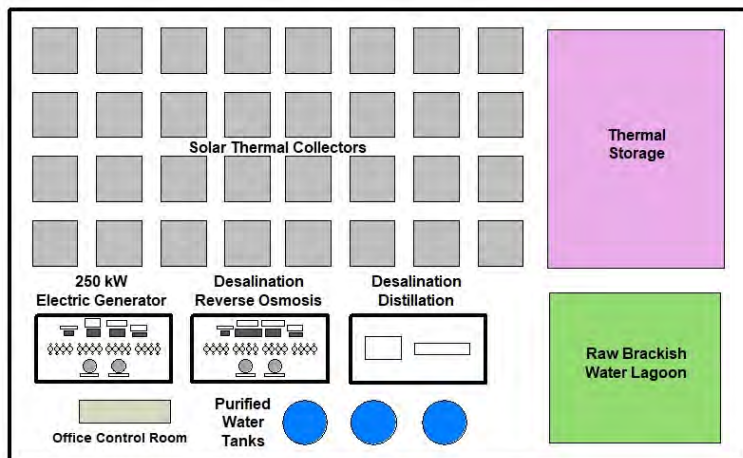 Solar Thermal Collectors
Thermal
Storage
250 kW
Electric Generator
Desalination
Reverse Osmosis
Desalination
Distillation
Raw Brackish
Water Lagoon
Office Control Room
Purified
Water
Tanks